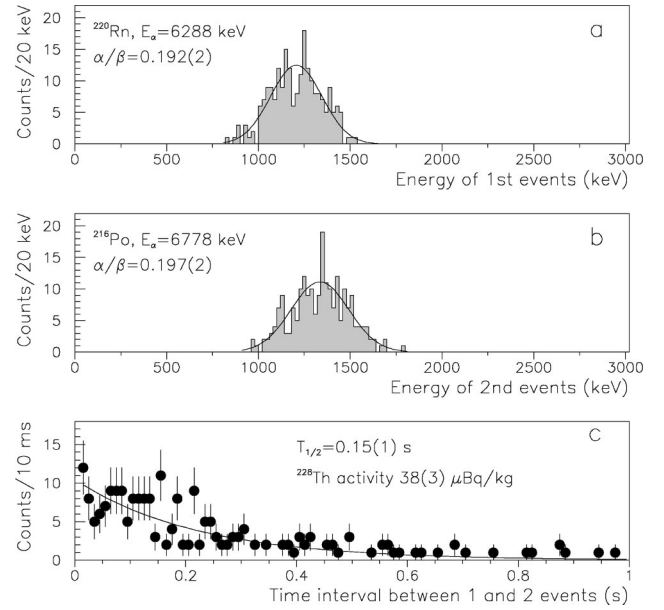 Counts/20 keV
20
15
10
5
0
²²⁰Rn, Eα=6288 keV
α/β=0.192(2)
a
0 500 1000 1500 2000 2500 3000
Energy of 1st events (keV)
Counts/20 keV
20
15
10
5
0
²¹⁶Po, Eα=6778 keV
α/β=0.197(2)
b
0 500 1000 1500 2000 2500 3000
Energy of 2nd events (keV)
Counts/10 ms
15
10
5
0
c
T1/2=0.15(1) s
²²⁸Th activity 38(3) μBq/kg
0 0.2 0.4 0.6 0.8 1
Time interval between 1 and 2 events (s)